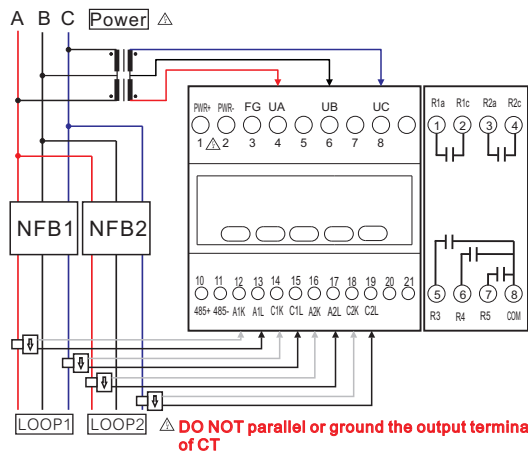 A B C Power
PWR+ PWR- FG UA UB UC
1 2 3 4 5 6 7 8
R1a R1c R2a R2c
1 2 3 4
NFB1 NFB2
10 11 12 13 14 15 16 17 18 19 20 21
485+ 485- A1K A1L C1K C1L A2K A2L C2K C2L
5 6 7 8
R3 R4 R5 COM
LOOP1 LOOP2
DO NOT parallel or ground the output termina
of CT